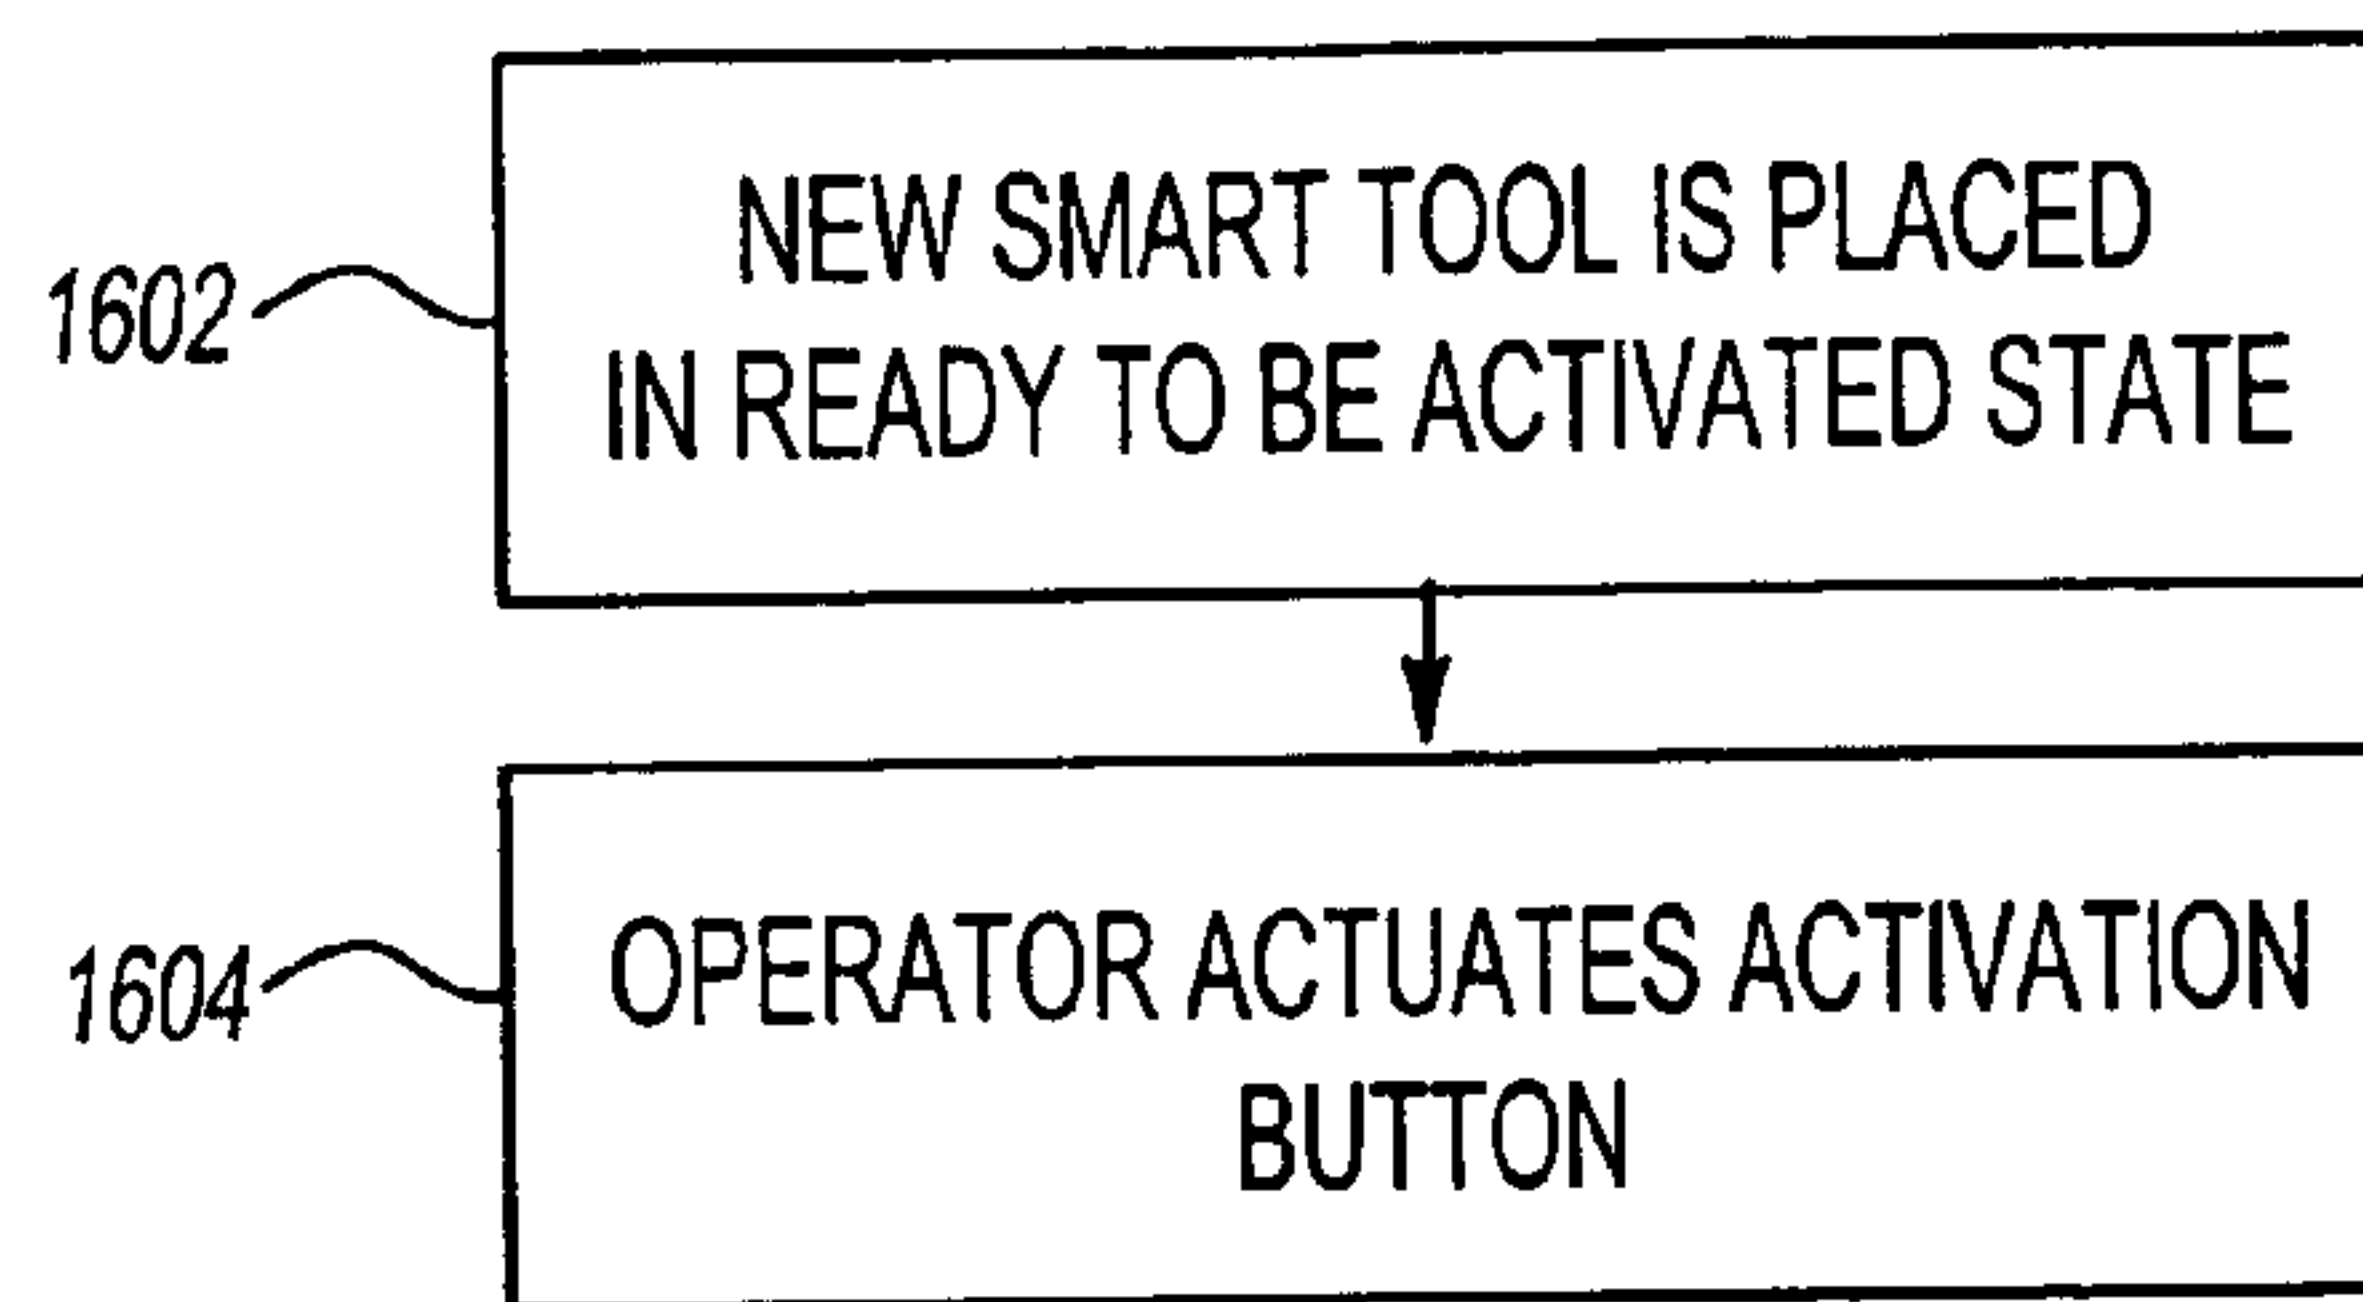 NEW SMART TOOL IS PLACED
1602
IN READY TO BE ACTIVATED STATE
OPERATOR ACTUATES ACTIVATION
1604
BUTTON